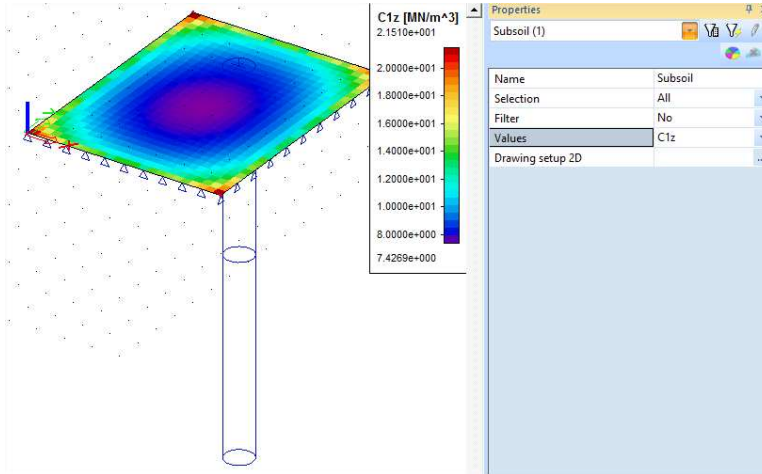 C1z [MN/m^3]
2.1510e+001
2.0000e+001
1.8000e+001
1.6000e+001
1.4000e+001
1.2000e+001
1.0000e+001
8.0000e+000
7.4269e+000
Properties
Subsoil (1)
Name Subsoil
Selection All
Filter No
Values C1z
Drawing setup 2D ...